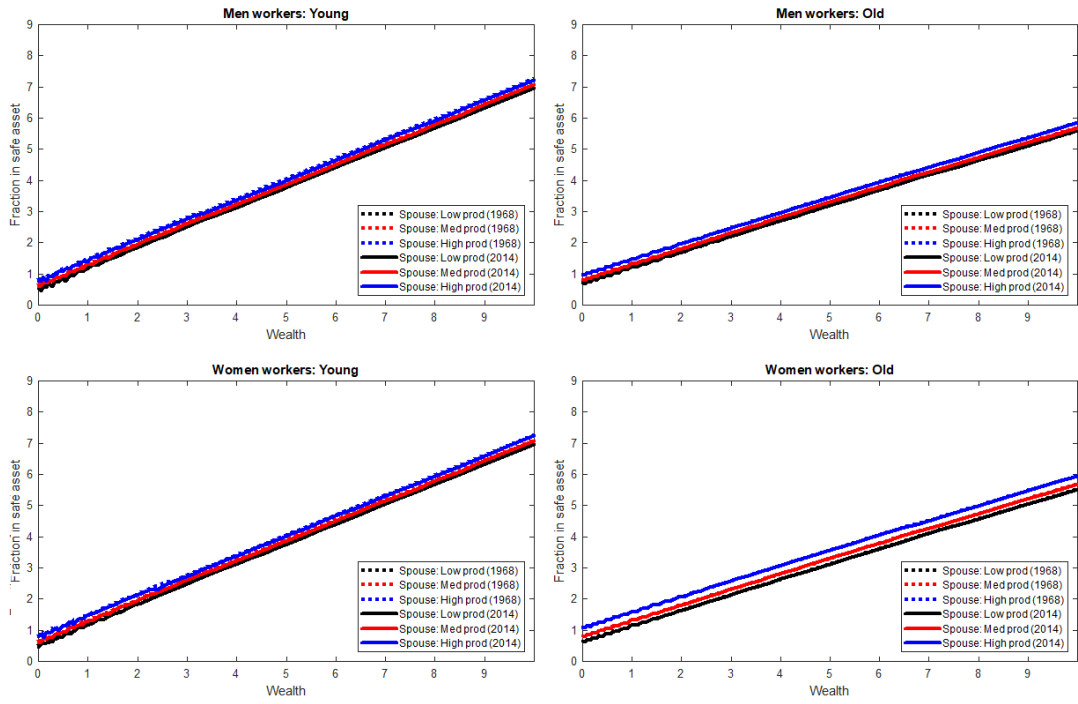 Men workers: Young
9
8
7
6
5
4
3
2
1
0
Fraction in safe asset
Spouse: Low prod (1968)
Spouse: Med prod (1968)
Spouse: High prod (1968)
Spouse: Low prod (2014)
Spouse: Med prod (2014)
Spouse: High prod (2014)
0 1 2 3 4 5 6 7 8 9
Wealth
Men workers: Old
9
8
7
6
5
4
3
2
1
0
Fraction in safe asset
Spouse: Low prod (1968)
Spouse: Med prod (1968)
Spouse: High prod (1968)
Spouse: Low prod (2014)
Spouse: Med prod (2014)
Spouse: High prod (2014)
0 1 2 3 4 5 6 7 8 9
Wealth
Women workers: Young
9
8
7
6
5
4
3
2
1
0
Fraction in safe asset
Spouse: Low prod (1968)
Spouse: Med prod (1968)
Spouse: High prod (1968)
Spouse: Low prod (2014)
Spouse: Med prod (2014)
Spouse: High prod (2014)
0 1 2 3 4 5 6 7 8 9
Wealth
Women workers: Old
9
8
7
6
5
4
3
2
1
0
Fraction in safe asset
Spouse: Low prod (1968)
Spouse: Med prod (1968)
Spouse: High prod (1968)
Spouse: Low prod (2014)
Spouse: Med prod (2014)
Spouse: High prod (2014)
0 1 2 3 4 5 6 7 8 9
Wealth